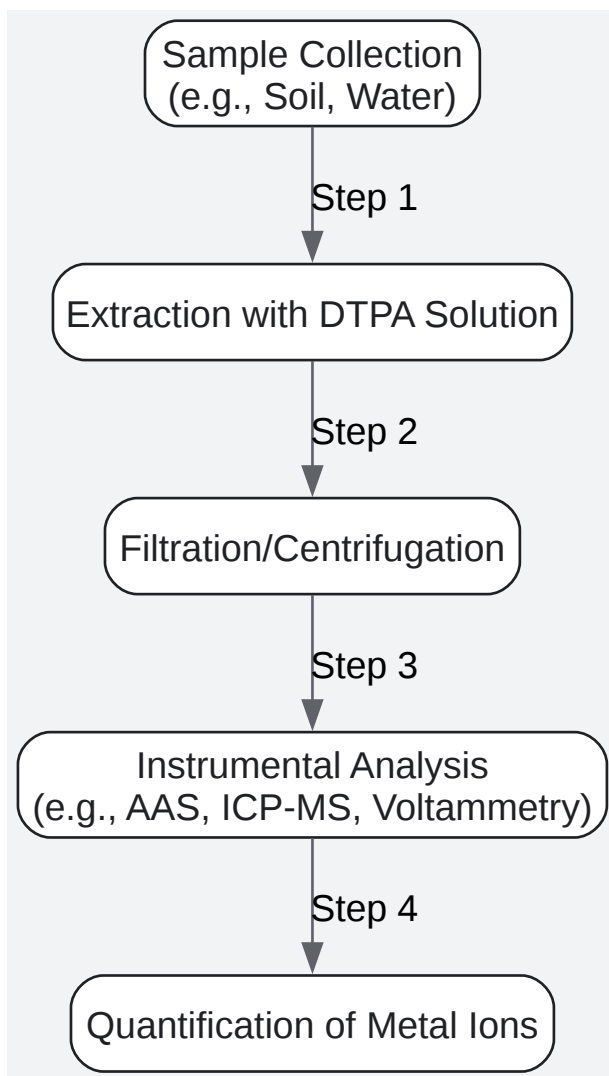 Sample Collection
(e.g., Soil, Water)
Step 1
Extraction with DTPA Solution
Step 2
Filtration/Centrifugation
Step 3
Instrumental Analysis
(e.g., AAS, ICP-MS, Voltammetry)
Step 4
Quantification of Metal Ions